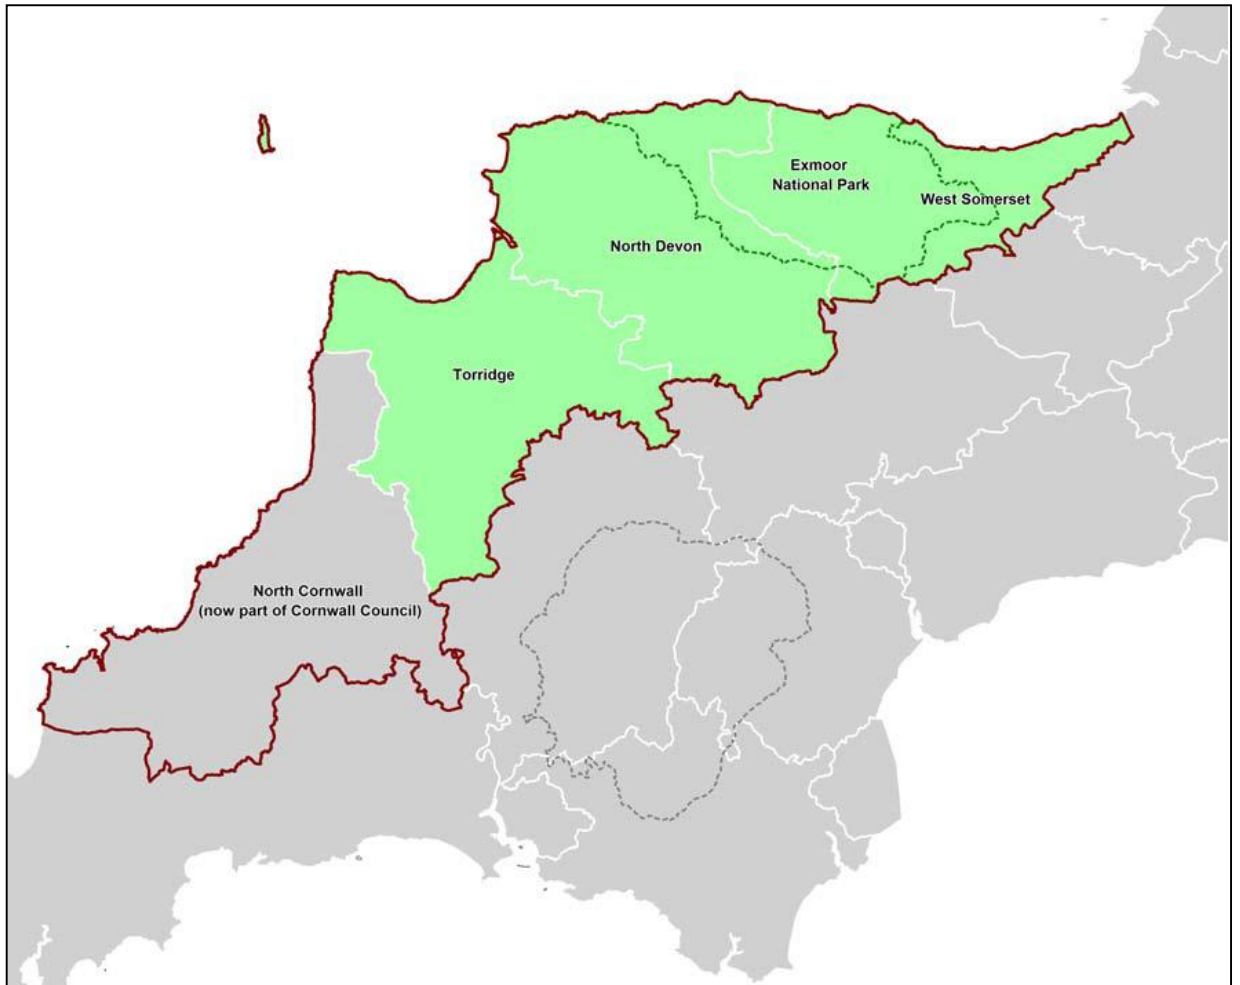 Exmoor
National Park
West Somerset
North Devon
Torridge
North Cornwall
(now part of Cornwall Council)